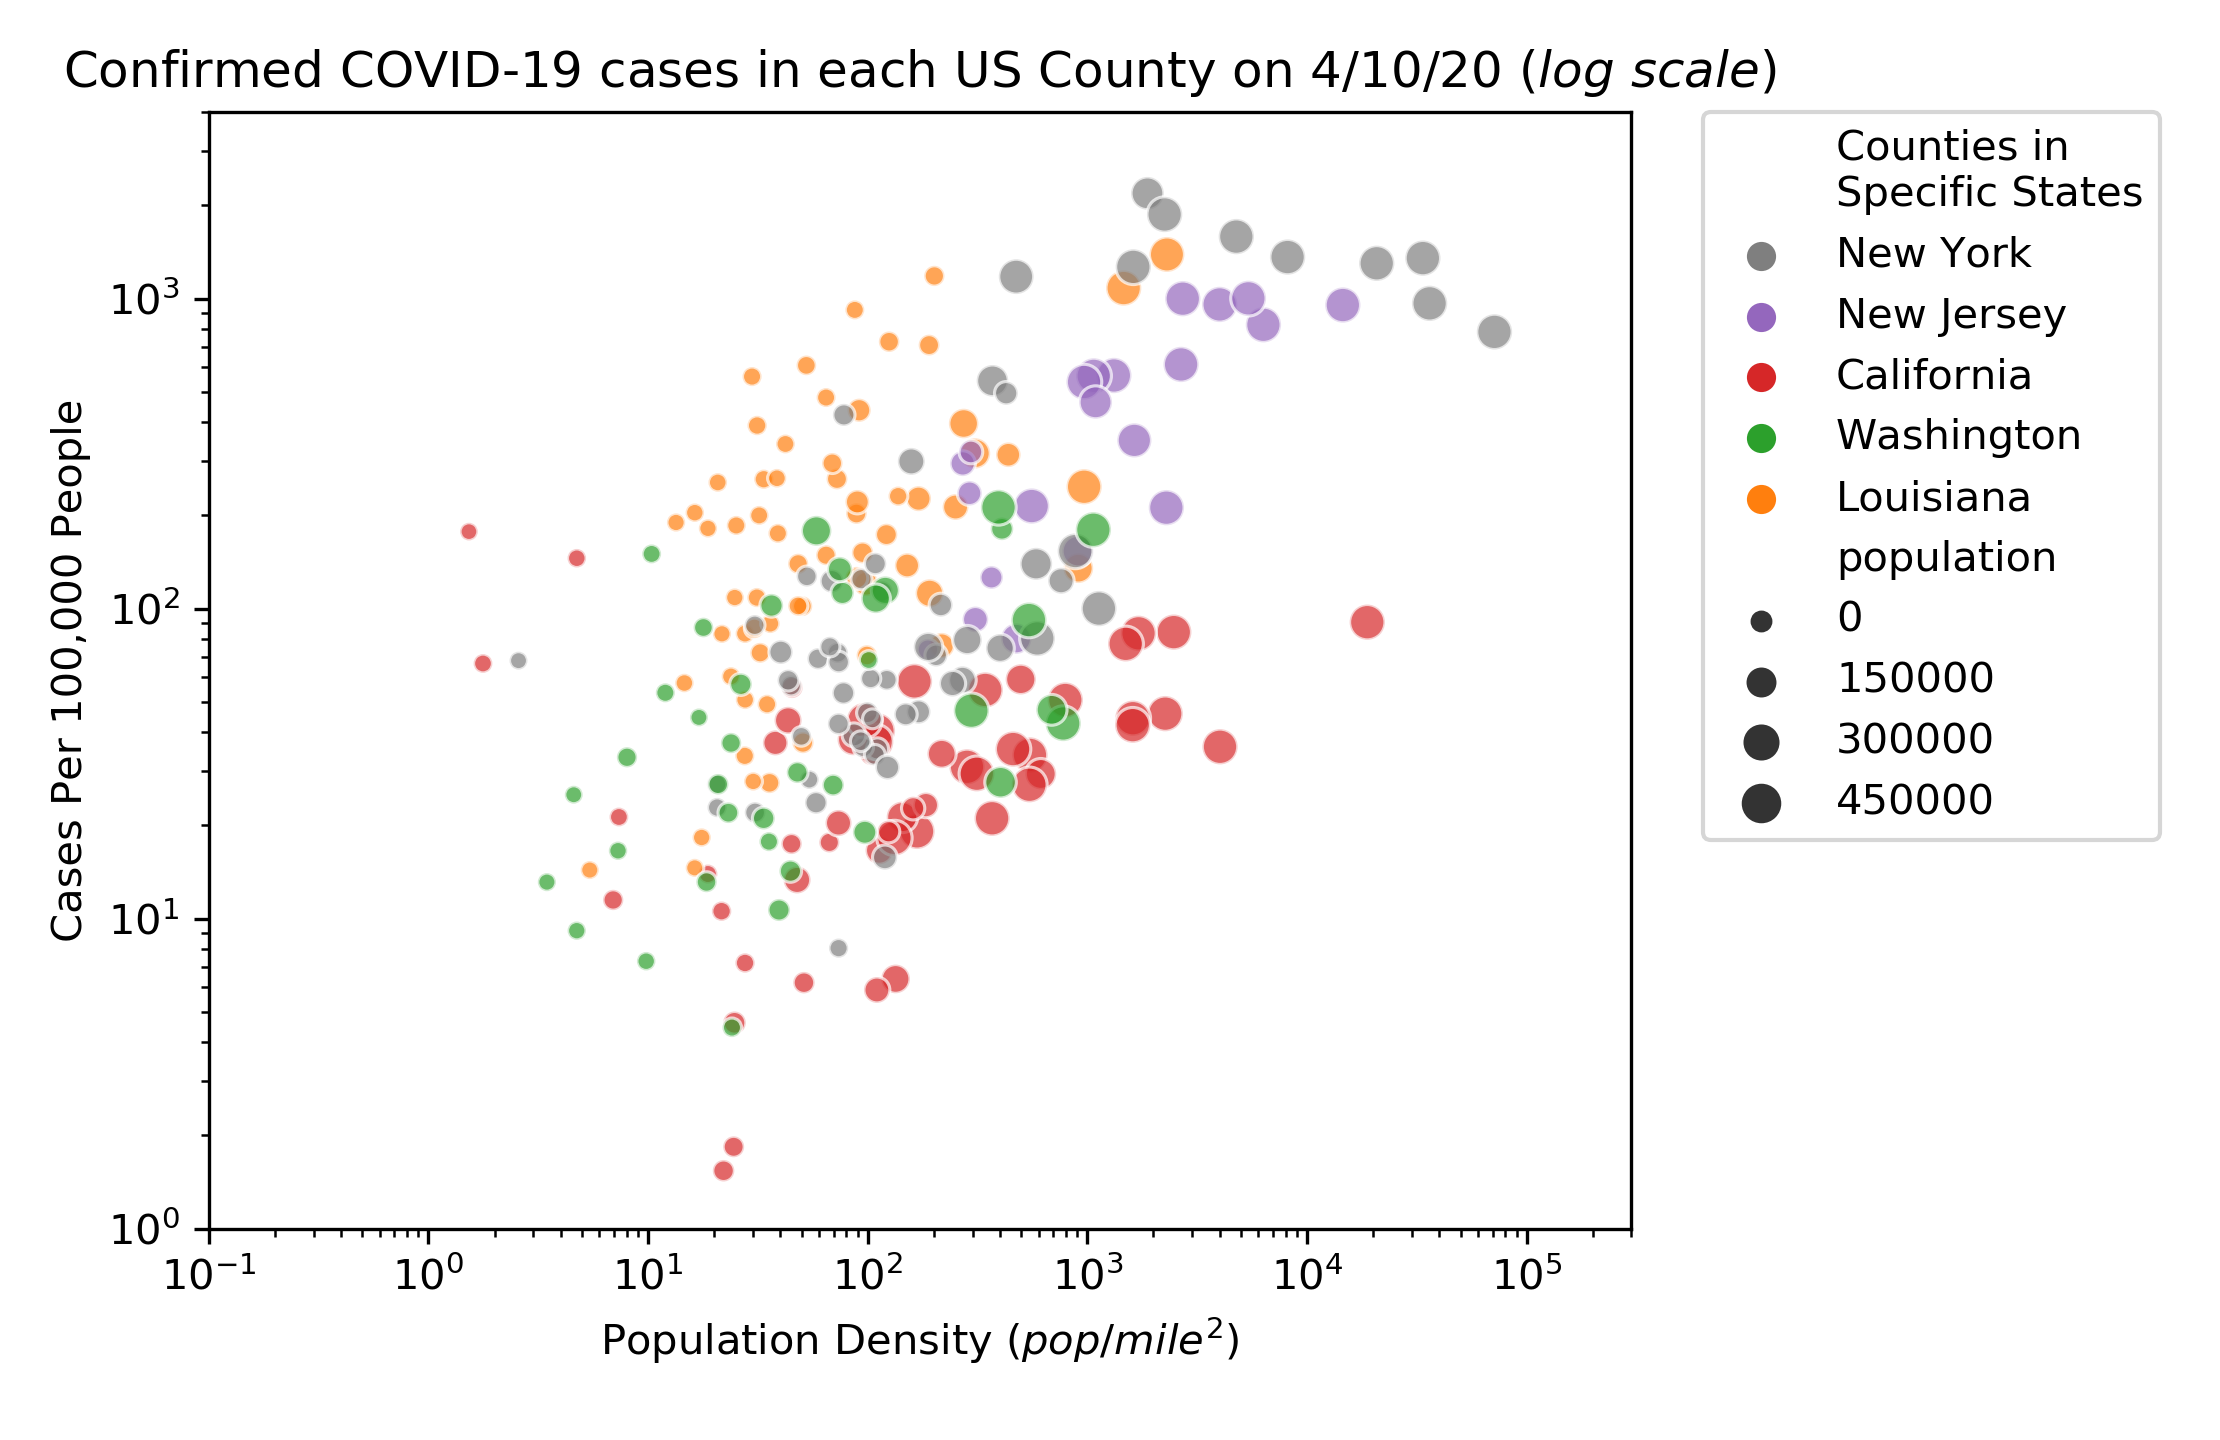 Confirmed COVID-19 cases in each US County on 4/10/20 (log scale)
Cases Per 100,000 People
10³
10²
10¹
10⁰
10⁻¹ 10⁰ 10¹ 10² 10³ 10⁴ 10⁵
Population Density (pop/mile²)
Counties in
Specific States
New York
New Jersey
California
Washington
Louisiana
population
0
150000
300000
450000